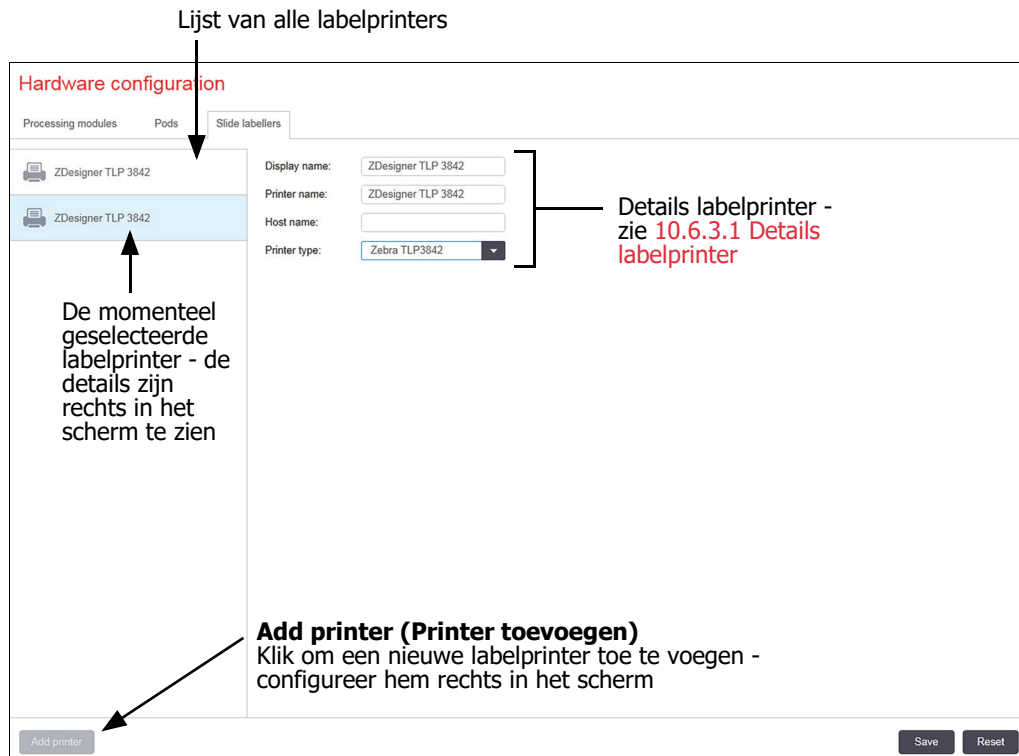 Lijst van alle labelprinters
Hardware configuration
Processing modules Pods Slide labellers
ZDesigner TLP 3842
ZDesigner TLP 3842
Display name: ZDesigner TLP 3842
Printer name: ZDesigner TLP 3842
Host name:
Printer type: Zebra TLP3842
Details labelprinter -
zie 10.6.3.1 Details
labelprinter
De momenteel
geselecteerde
labelprinter - de
details zijn
rechts in het
scherm te zien
Add printer (Printer toevoegen)
Klik om een nieuwe labelprinter toe te voegen -
configureer hem rechts in het scherm
Add printer Save Reset